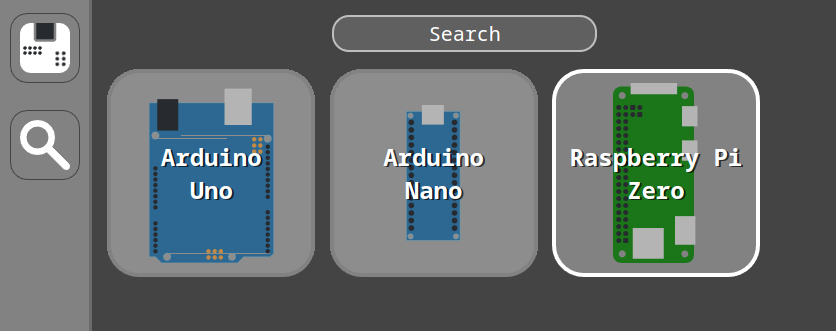 Search
Arduino
Uno
Arduino
Nano
Raspberry Pi
Zero